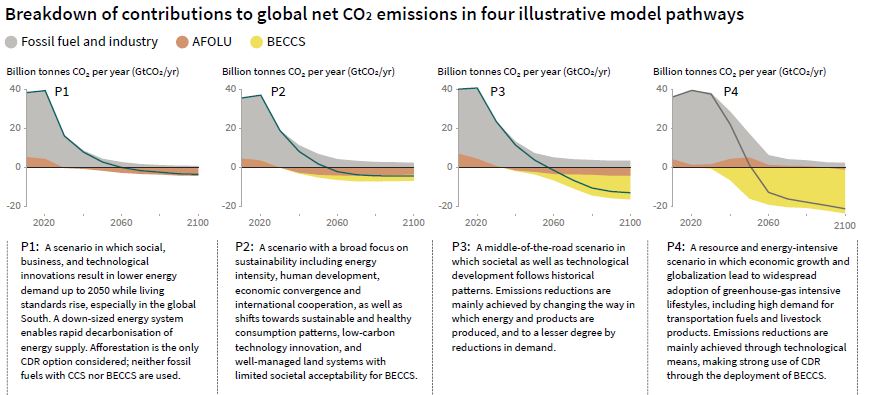 Breakdown of contributions to global net CO₂ emissions in four illustrative model pathways
Fossil fuel and industry AFOLU BECCS
Billion tonnes CO₂ per year (GtCO₂/yr)
40 P1
20
0
-20
2020 2060 2100
Billion tonnes CO₂ per year (GtCO₂/yr)
40 P2
20
0
-20
2020 2060 2100
Billion tonnes CO₂ per year (GtCO₂/yr)
40 P3
20
0
-20
2020 2060 2100
Billion tonnes CO₂ per year (GtCO₂/yr)
40 P4
20
0
-20
2020 2060 2100
P1: A scenario in which social,
business, and technological
innovations result in lower energy
demand up to 2050 while living
standards rise, especially in the global
South. A down-sized energy system
enables rapid decarbonisation of
energy supply. Afforestation is the only
CDR option considered; neither fossil
fuels with CCS nor BECCS are used.
P2: A scenario with a broad focus on
sustainability including energy
intensity, human development,
economic convergence and
international cooperation, as well as
shifts towards sustainable and healthy
consumption patterns, low-carbon
technology innovation, and
well-managed land systems with
limited societal acceptability for BECCS.
P3: A middle-of-the-road scenario in
which societal as well as technological
development follows historical
patterns. Emissions reductions are
mainly achieved by changing the way in
which energy and products are
produced, and to a lesser degree by
reductions in demand.
P4: A resource and energy-intensive
scenario in which economic growth and
globalization lead to widespread
adoption of greenhouse-gas intensive
lifestyles, including high demand for
transportation fuels and livestock
products. Emissions reductions are
mainly achieved through technological
means, making strong use of CDR
through the deployment of BECCS.